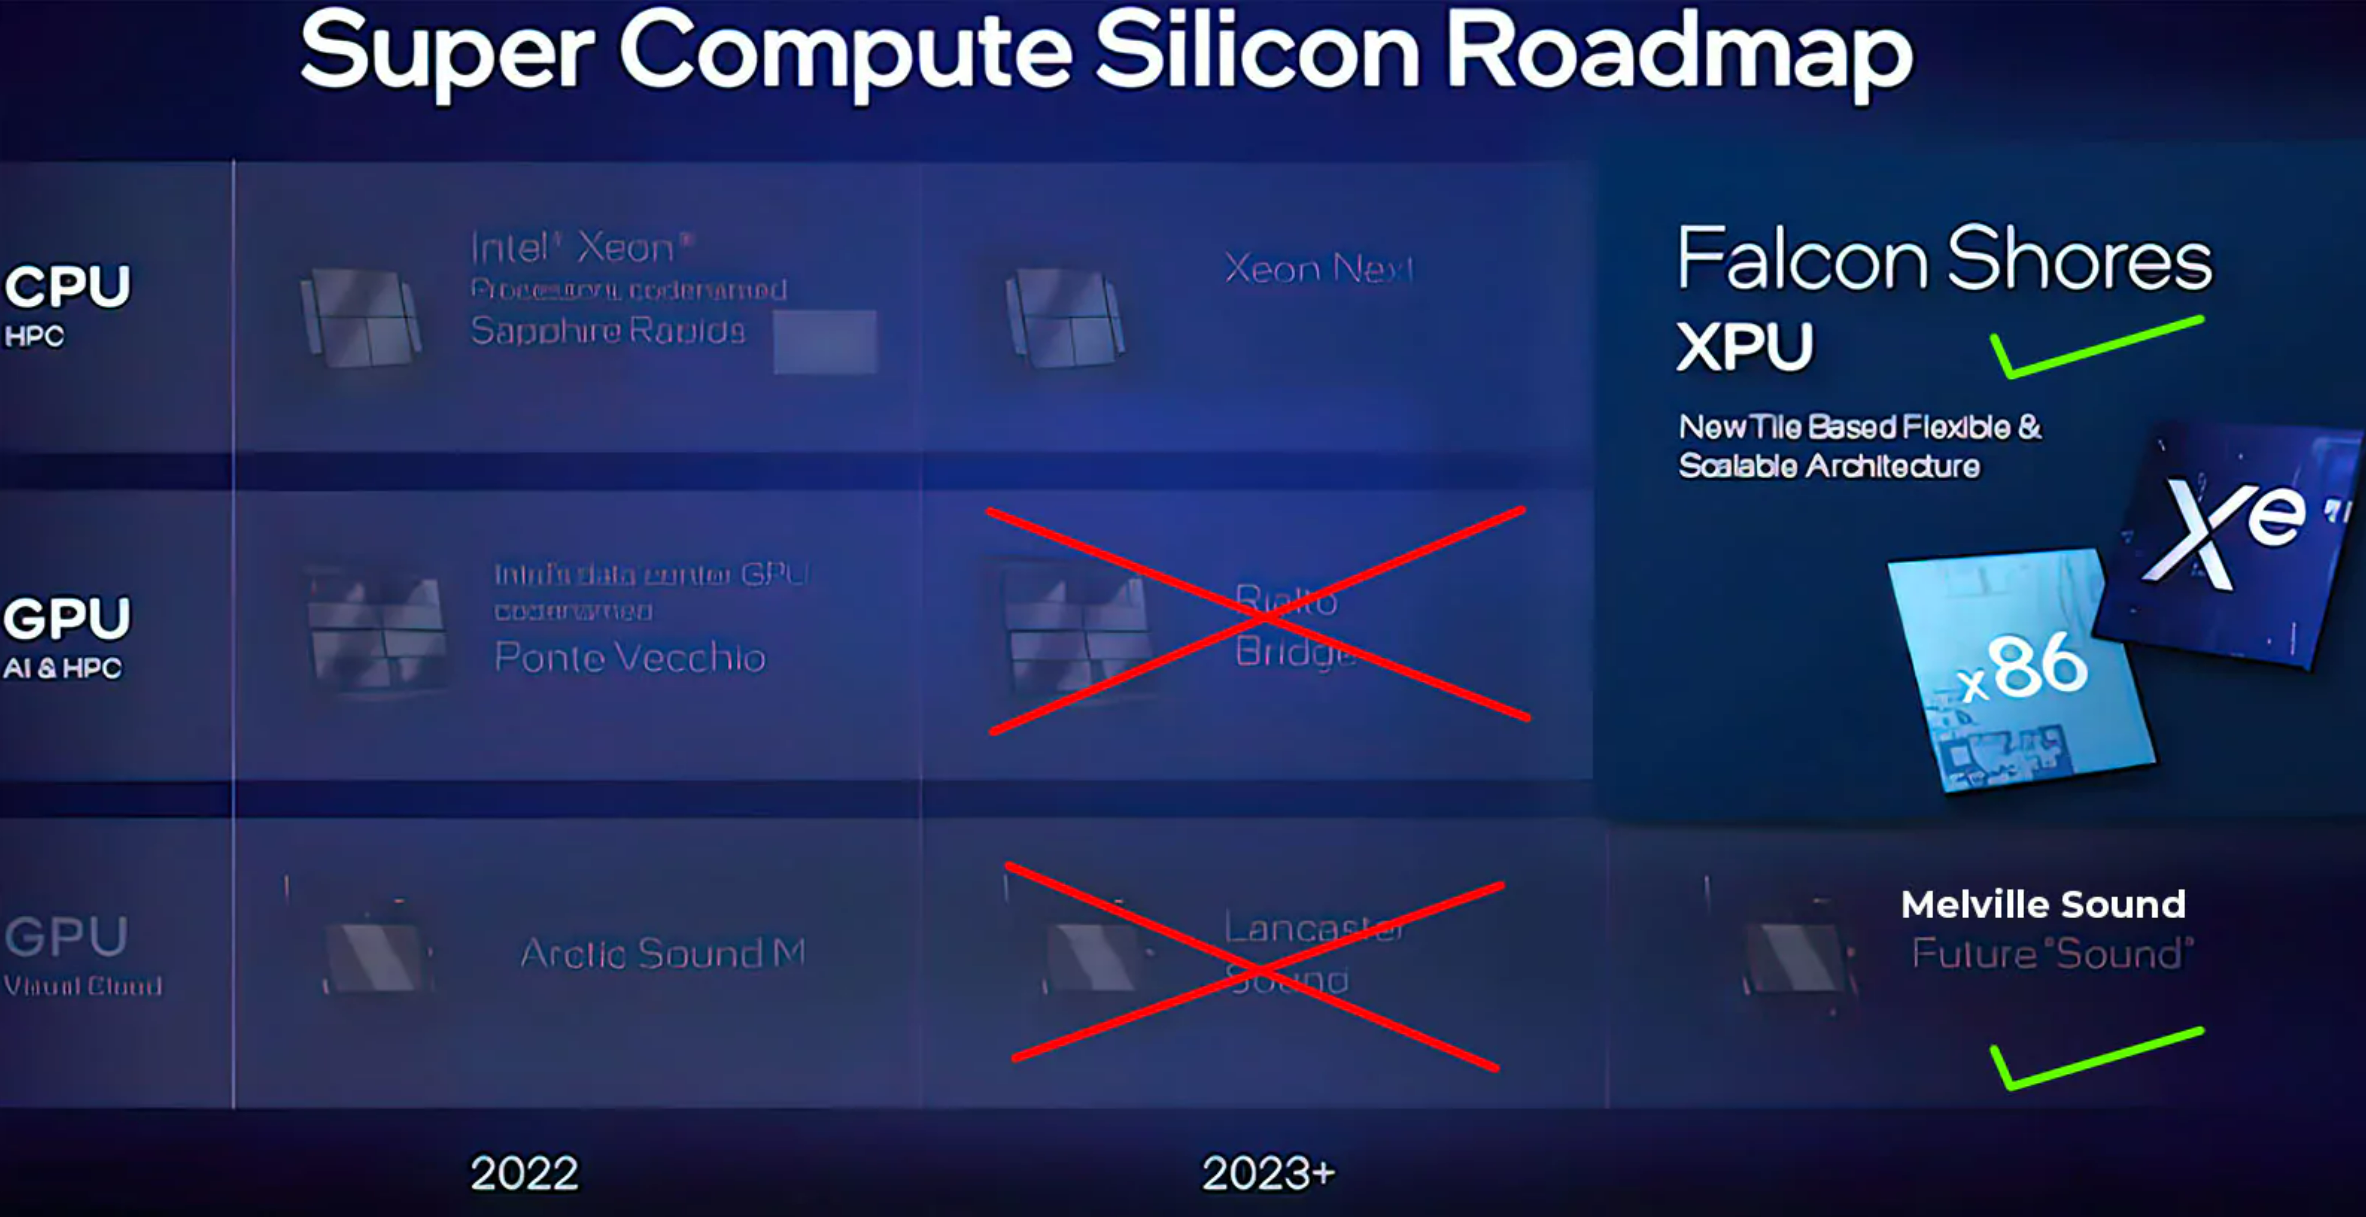 Super Compute Silicon Roadmap
CPU
HPC
Intel® Xeon®
Processors, codenamed
Sapphire Rapids
Xeon Next
Falcon Shores
XPU
New Tile Based Flexible &
Scalable Architecture
x86
Xe
GPU
AI & HPC
Intel's data center GPU
codenamed
Ponte Vecchio
Rialto
Bridge
GPU
Visual Cloud
Arctic Sound M
Lancaster
Sound
Melville Sound
Future "Sound"
2022
2023+